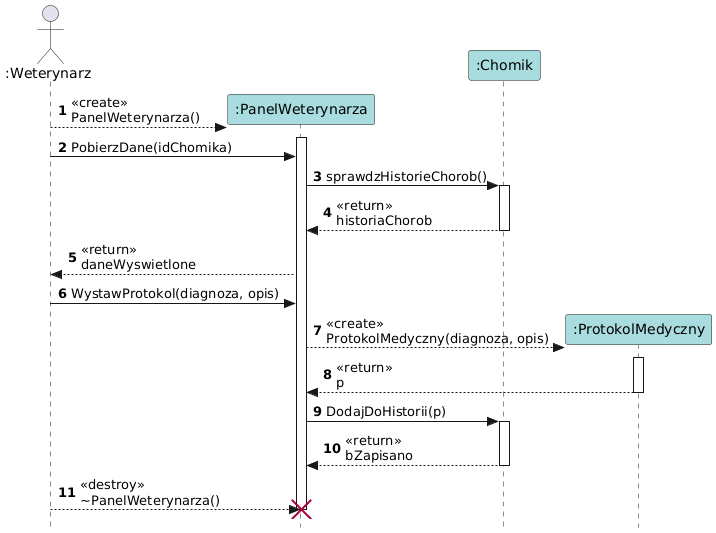 :Weterynarz
:Chomik
:PanelWeterynarza
1 «create»
PanelWeterynarza()
2 PobierzDane(idChomika)
3 sprawdzHistorieChorob()
4 «return»
historiaChorob
5 «return»
daneWyswietlone
6 WystawProtokol(diagnoza, opis)
:ProtokolMedyczny
7 «create»
ProtokolMedyczny(diagnoza, opis)
8 «return»
p
9 DodajDoHistorii(p)
10 «return»
bZapisano
11 «destroy»
~PanelWeterynarza()